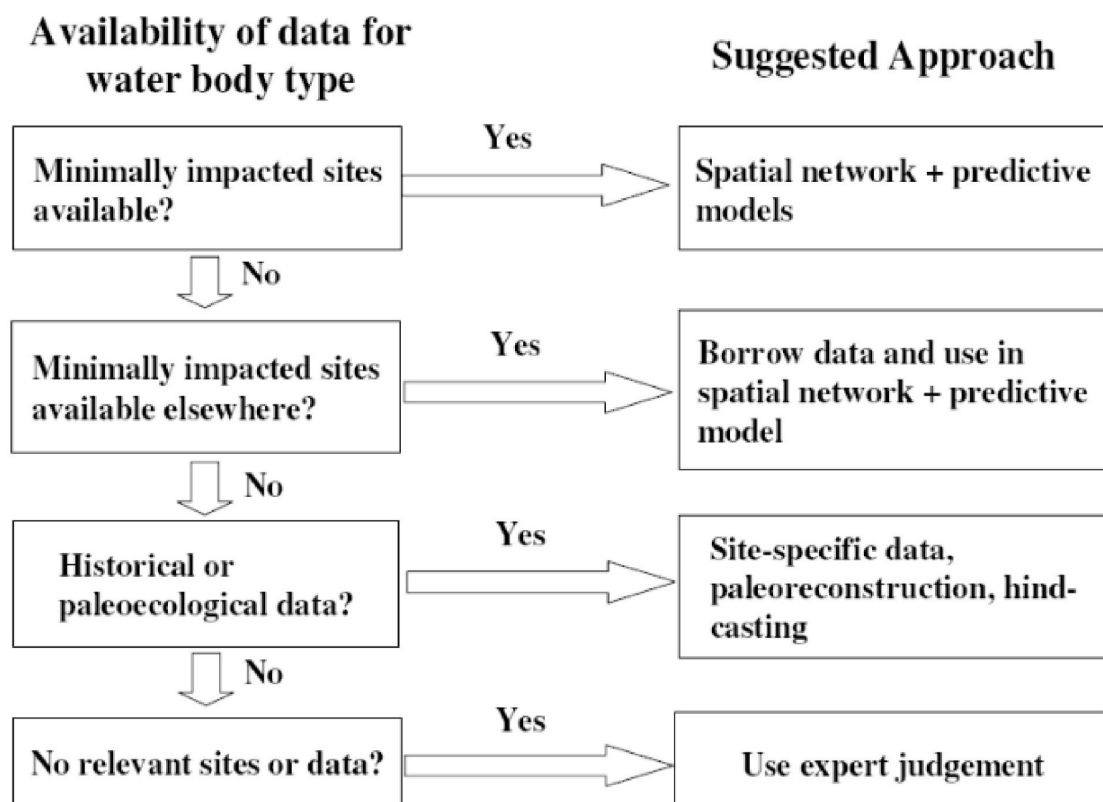 Availability of data for
water body type
Suggested Approach
Minimally impacted sites
available?
Yes
Spatial network + predictive
models
No
Minimally impacted sites
available elsewhere?
Yes
Borrow data and use in
spatial network + predictive
model
No
Historical or
paleoecological data?
Yes
Site-specific data,
paleoreconstruction, hind-
casting
No
No relevant sites or data?
Yes
Use expert judgement